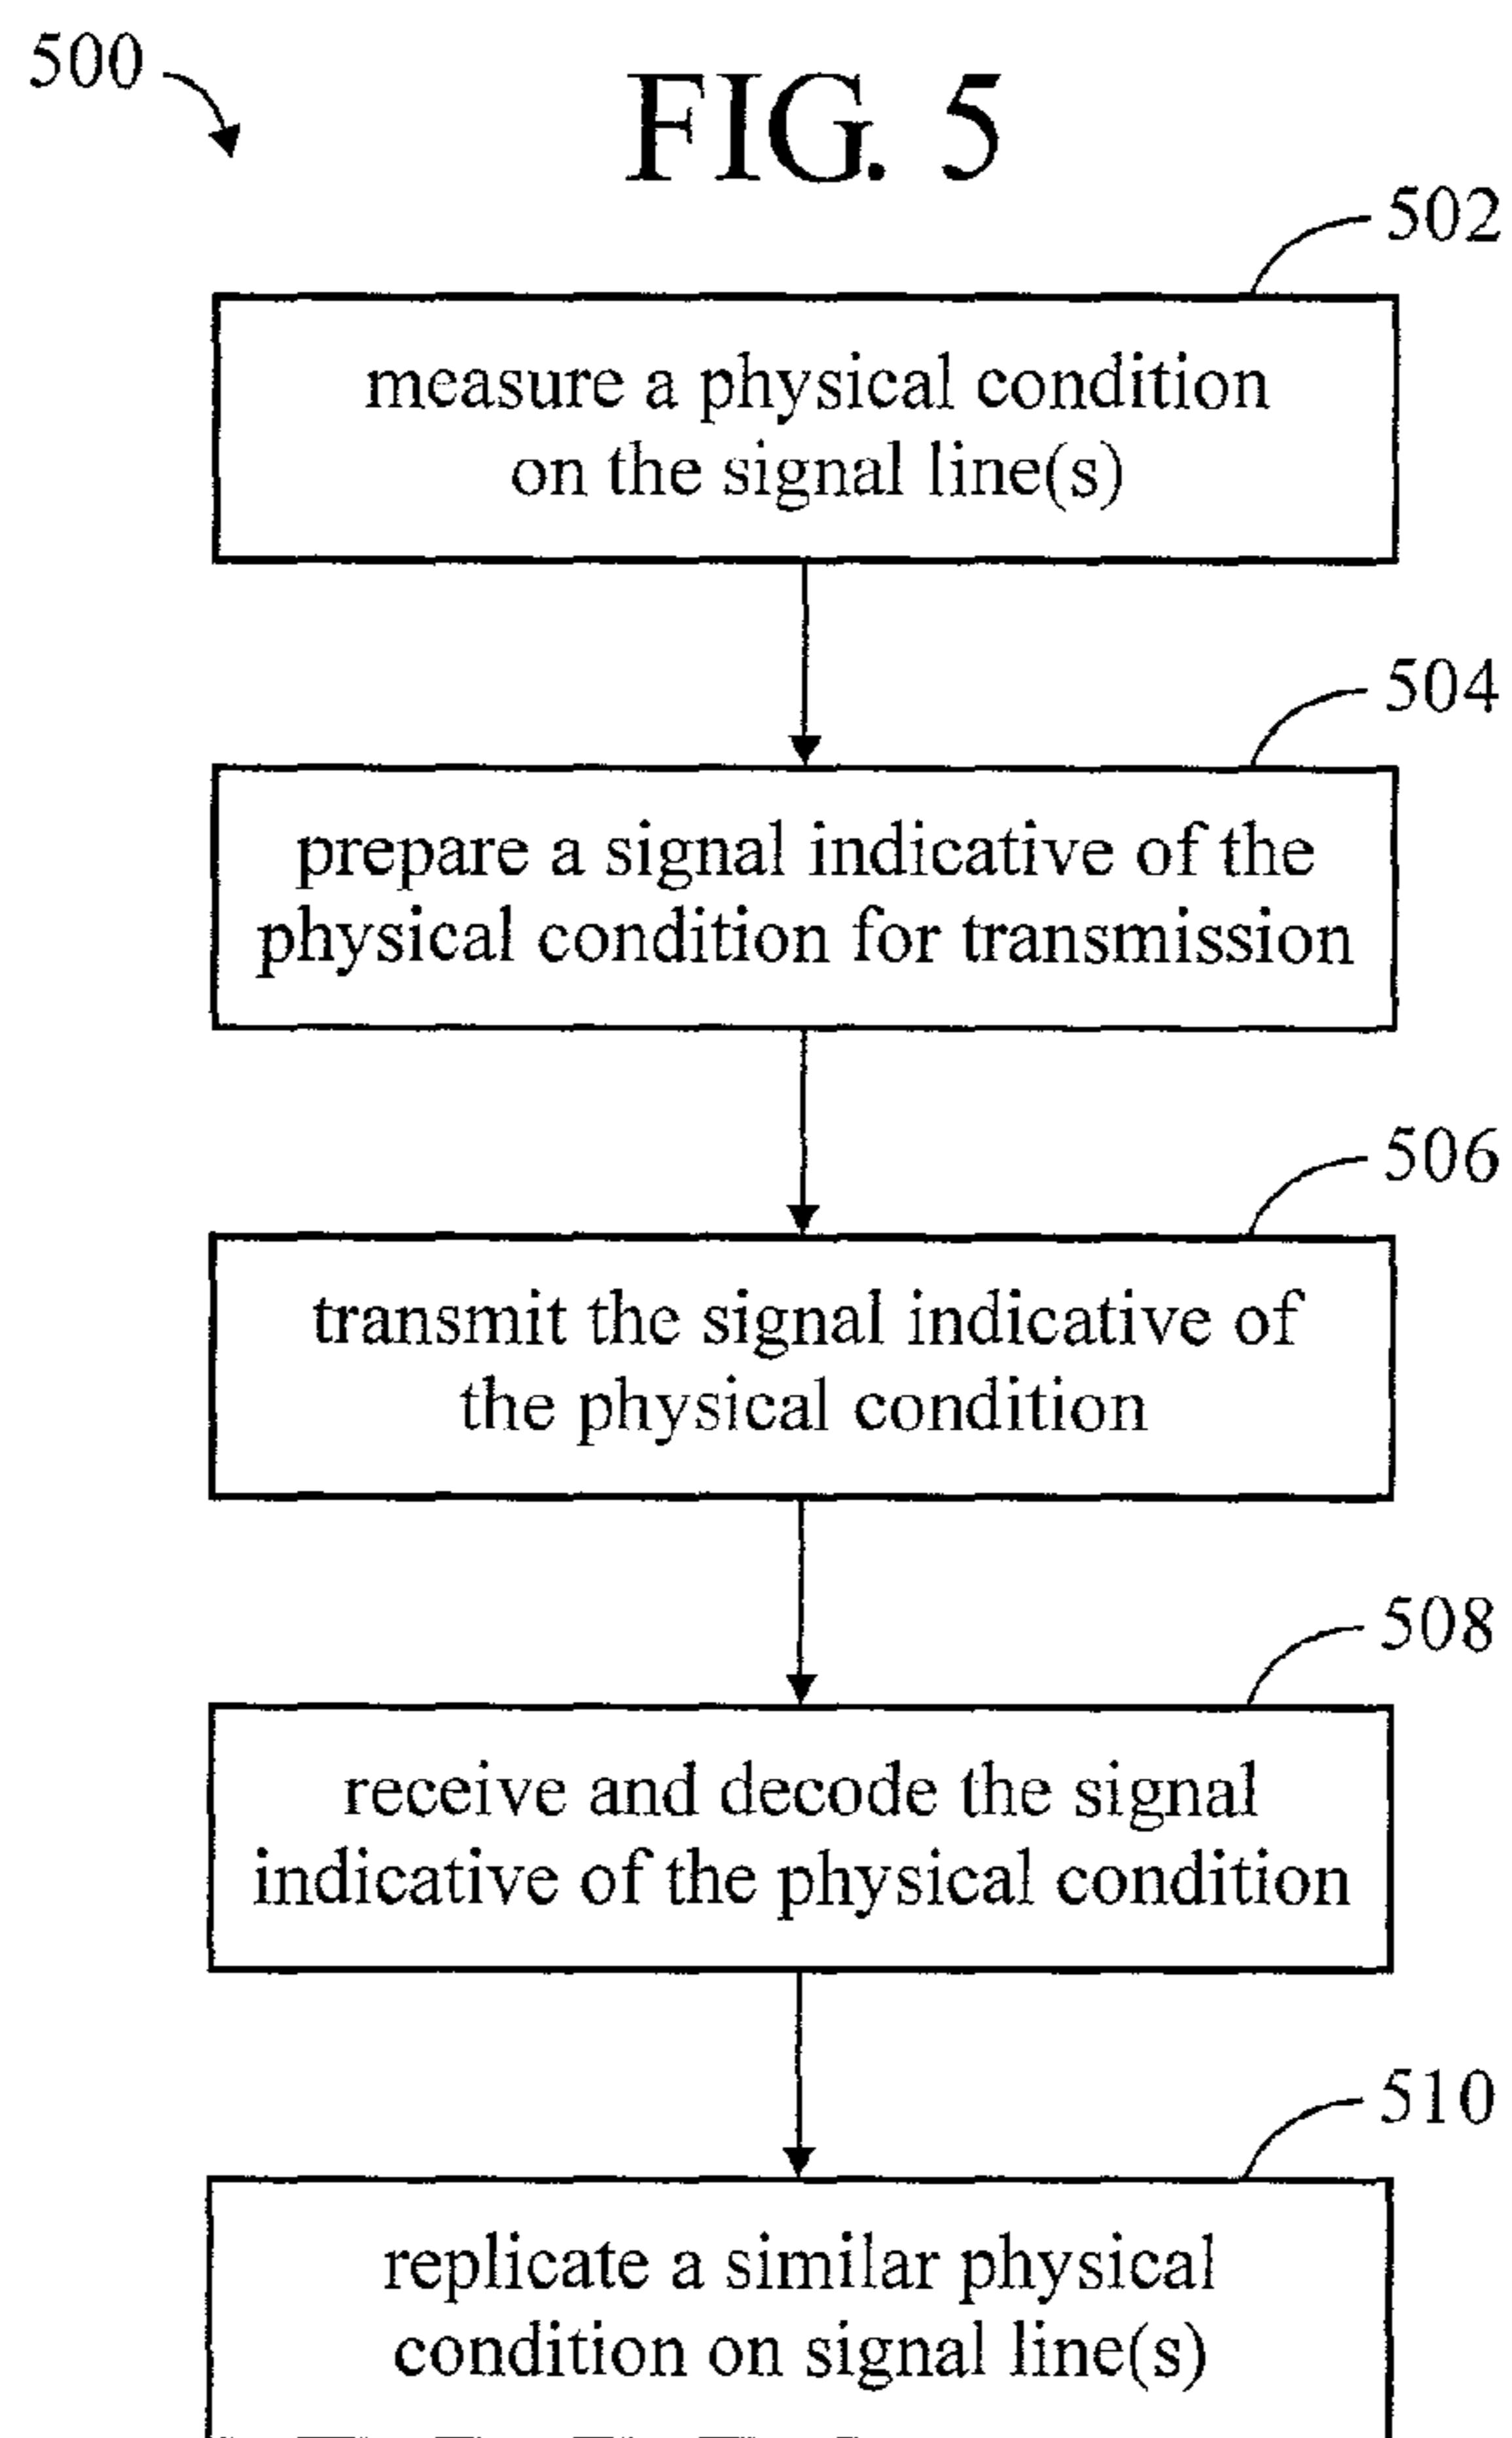 500
FIG. 5
502
measure a physical condition
on the signal line(s)
504
prepare a signal indicative of the
physical condition for transmission
506
transmit the signal indicative of
the physical condition
508
receive and decode the signal
indicative of the physical condition
510
replicate a similar physical
condition on signal line(s)